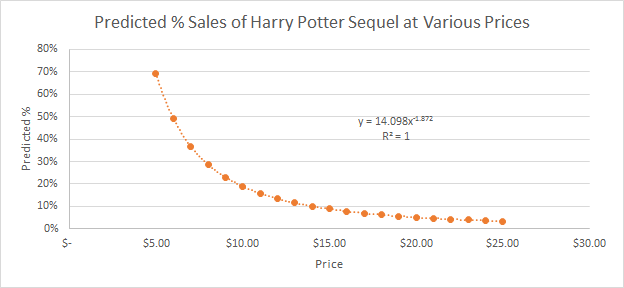 Predicted % Sales of Harry Potter Sequel at Various Prices
80%
70%
60%
50%
40%
30%
20%
10%
0%
Predicted %
y = 14.098x^-1.872
R² = 1
$- $5.00 $10.00 $15.00 $20.00 $25.00 $30.00
Price